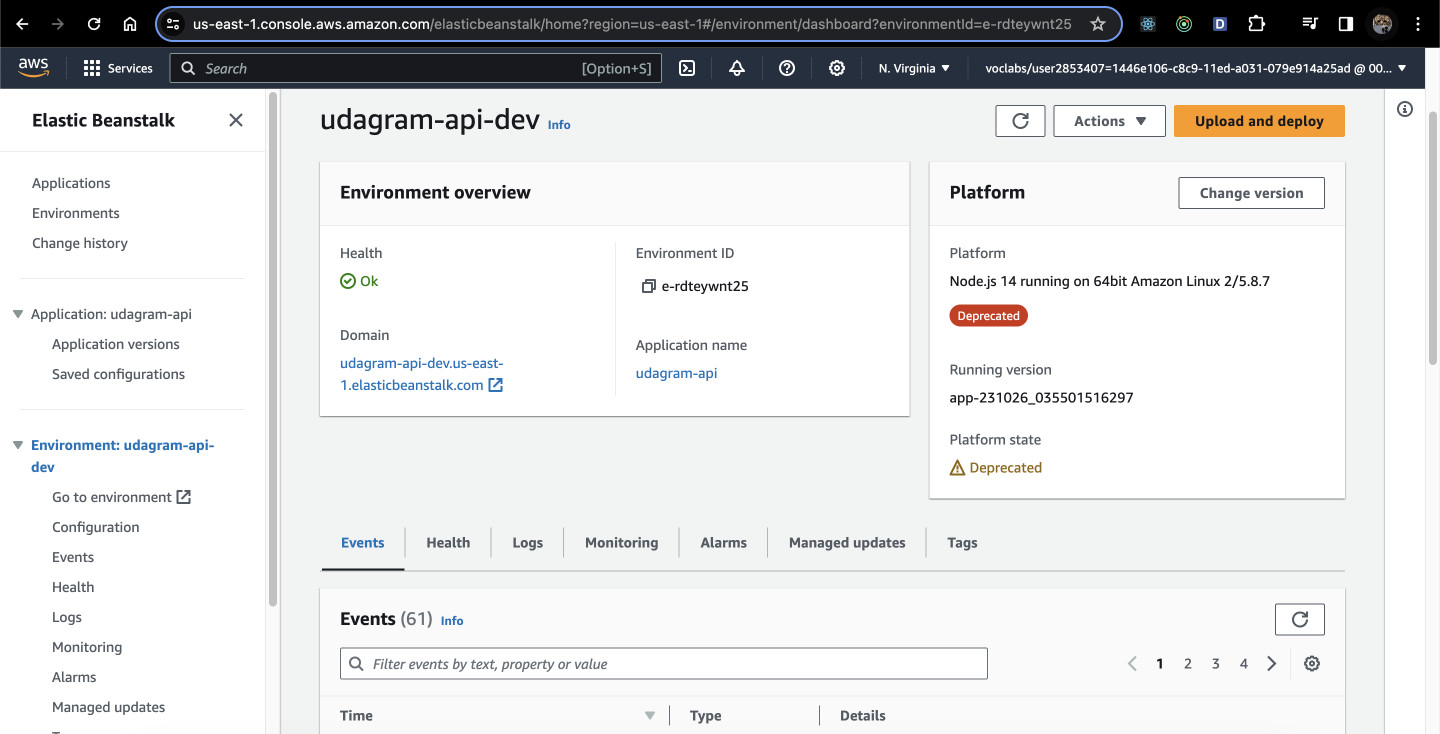 us-east-1.console.aws.amazon.com/elasticbeanstalk/home?region=us-east-1#/environment/dashboard?environmentId=e-rdteywnt25
D
aws
Services
Search
[Option+S]
N. Virginia
voclabs/user2853407=1446e106-c8c9-11ed-a031-079e914a25ad @ 00...
Elastic Beanstalk
Applications
Environments
Change history
Application: udagram-api
Application versions
Saved configurations
Environment: udagram-api-
dev
Go to environment
Configuration
Events
Health
Logs
Monitoring
Alarms
Managed updates
udagram-api-dev Info
Actions
Upload and deploy
Environment overview
Health
Ok
Domain
udagram-api-dev.us-east-
1.elasticbeanstalk.com
Environment ID
e-rdteywnt25
Application name
udagram-api
Platform
Change version
Platform
Node.js 14 running on 64bit Amazon Linux 2/5.8.7
Deprecated
Running version
app-231026_035501516297
Platform state
Deprecated
Events
Health
Logs
Monitoring
Alarms
Managed updates
Tags
Events (61) Info
Filter events by text, property or value
1 2 3 4
Time
Type
Details